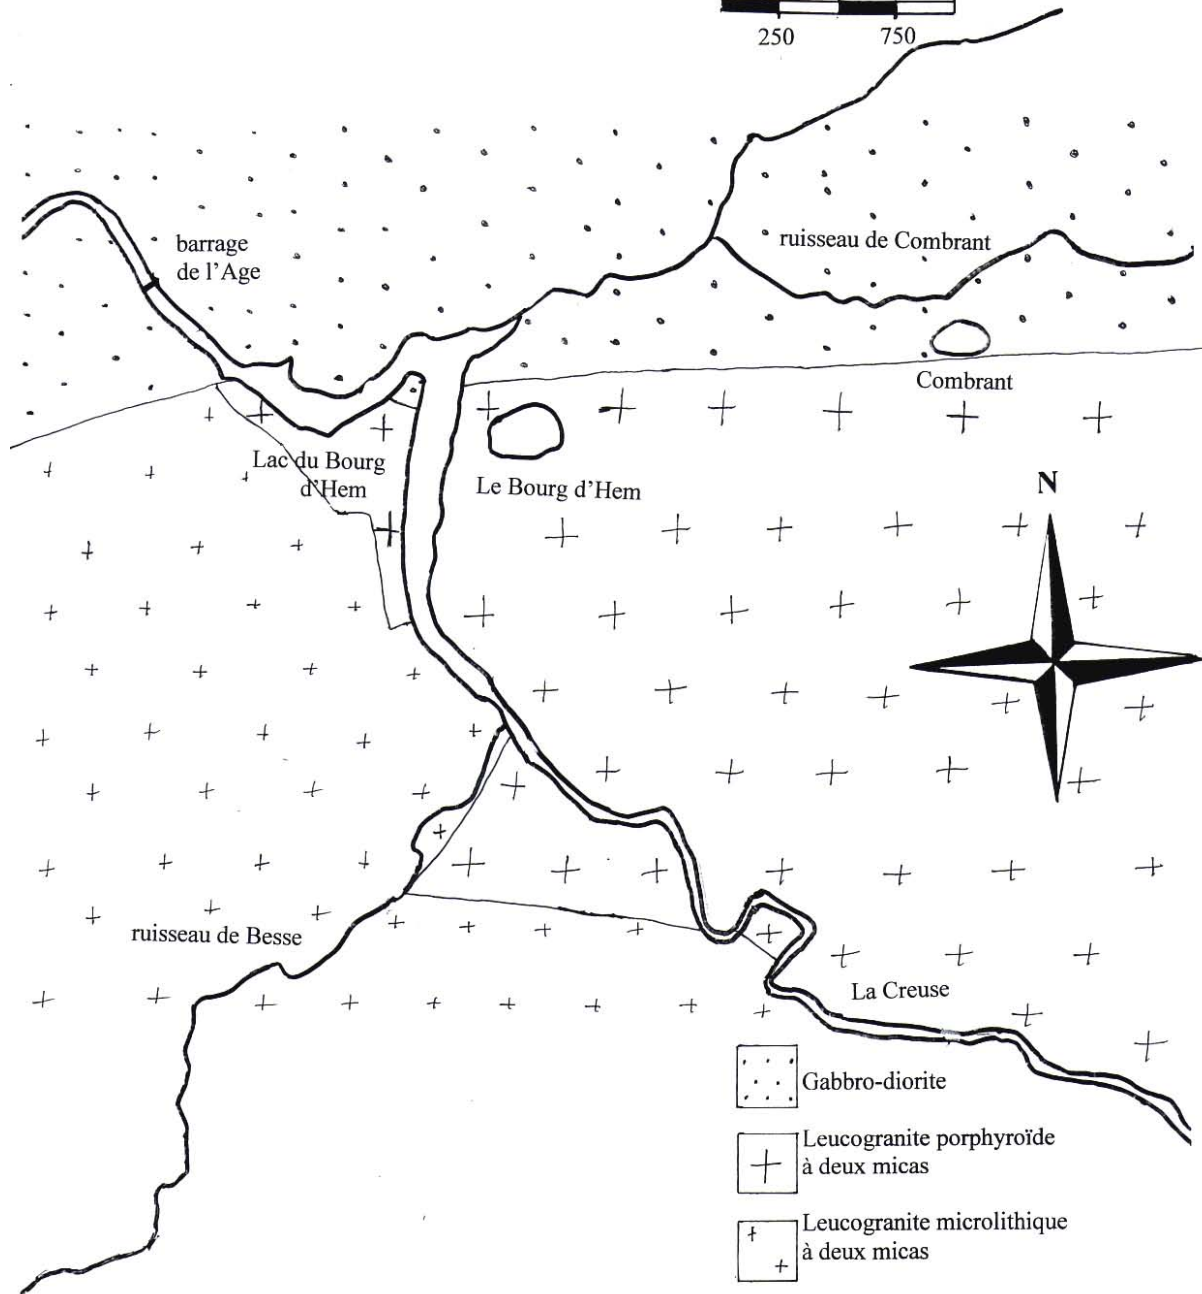 250 750
barrage
de l'Age
ruisseau de Combrant
Combrant
Lac du Bourg
d'Hem
Le Bourg d'Hem
N
ruisseau de Besse
La Creuse
Gabbro-diorite
Leucogranite porphyroïde
à deux micas
Leucogranite microlithique
à deux micas